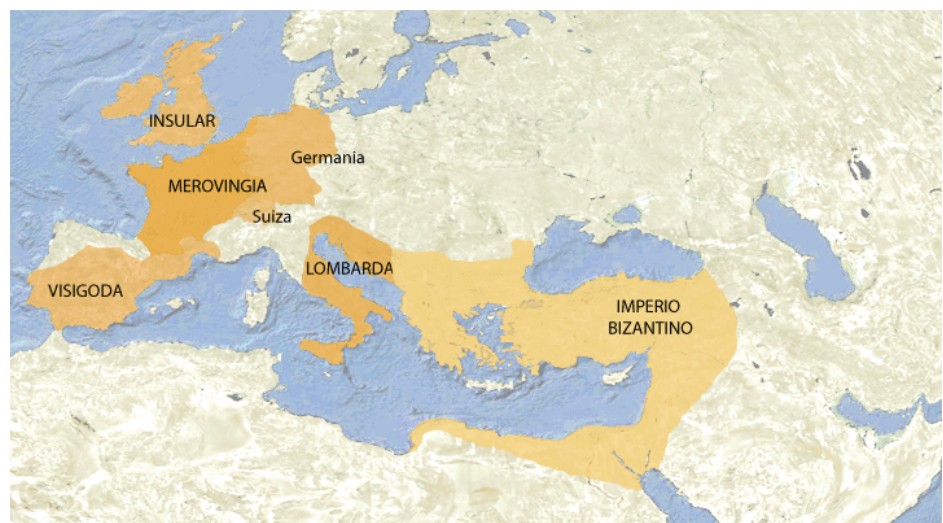 INSULAR
Germania
MEROVINGIA
Suiza
LOMBARDA
VISIGODA
IMPERIO
BIZANTINO